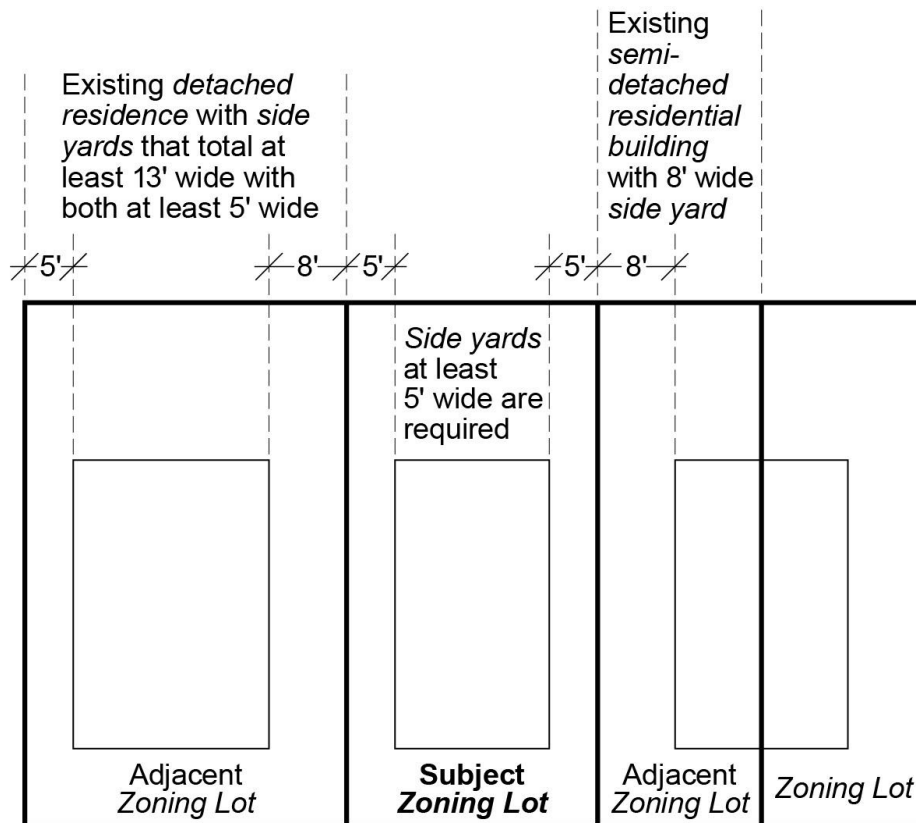 Existing detached
residence with side
yards that total at
least 13' wide with
both at least 5' wide
Existing
semi-
detached
residential
building
with 8' wide
side yard
5'
8'
5'
5'
8'
Side yards
at least
5' wide are
required
Adjacent
Zoning Lot
Subject
Zoning Lot
Adjacent
Zoning Lot
Zoning Lot